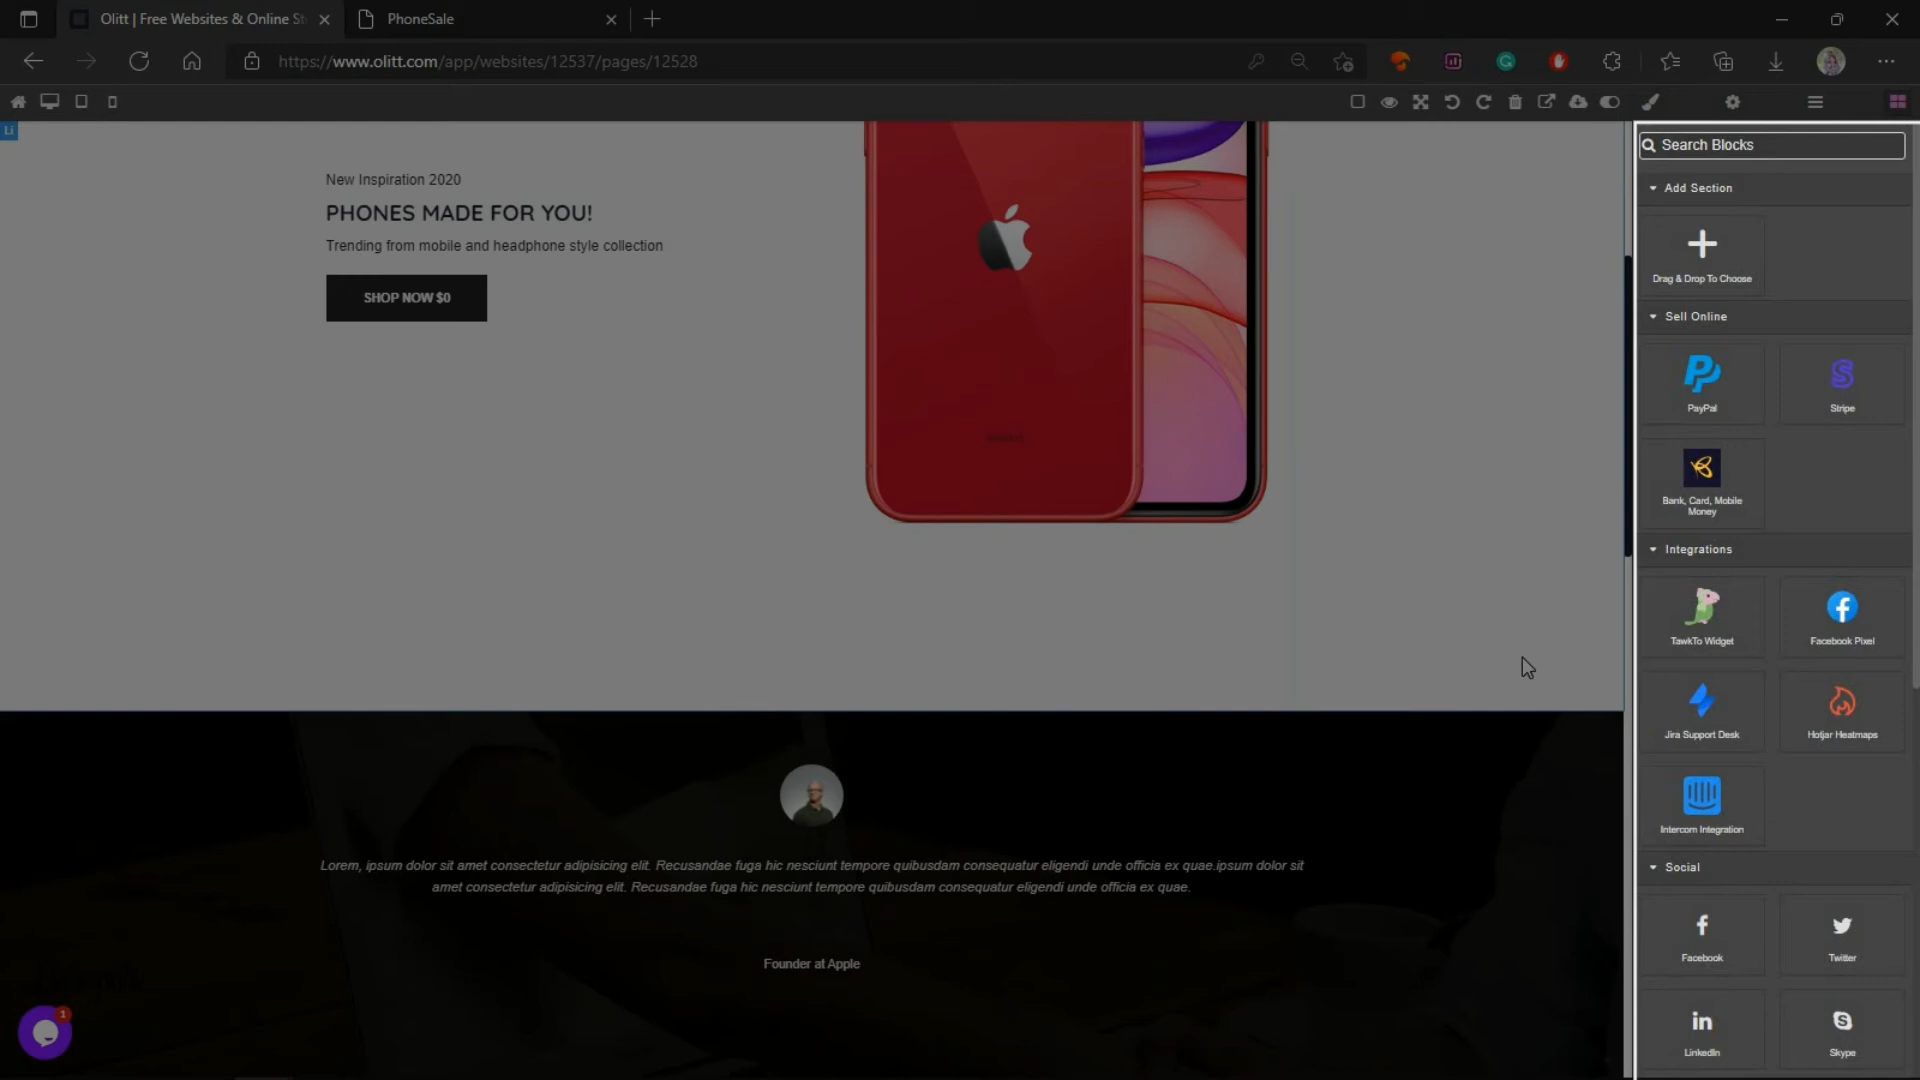 Olitt | Free Websites & Online St
PhoneSale
https://www.olitt.com/app/websites/12537/pages/12528
Li
New Inspiration 2020
PHONES MADE FOR YOU!
Trending from mobile and headphone style collection
SHOP NOW $0
Lorem, ipsum dolor sit amet consectetur adipisicing elit. Recusandae fuga hic nesciunt tempore quibusdam consequatur eligendi unde officia ex quae.ipsum dolor sit
amet consectetur adipisicing elit. Recusandae fuga hic nesciunt tempore quibusdam consequatur eligendi unde officia ex quae.
Founder at Apple
1
Search Blocks
Add Section
Drag & Drop To Choose
Sell Online
PayPal
Stripe
Bank, Card, Mobile
Money
Integrations
TawkTo Widget
Facebook Pixel
Jira Support Desk
Hotjar Heatmaps
Intercom Integration
Social
Facebook
Twitter
LinkedIn
Skype